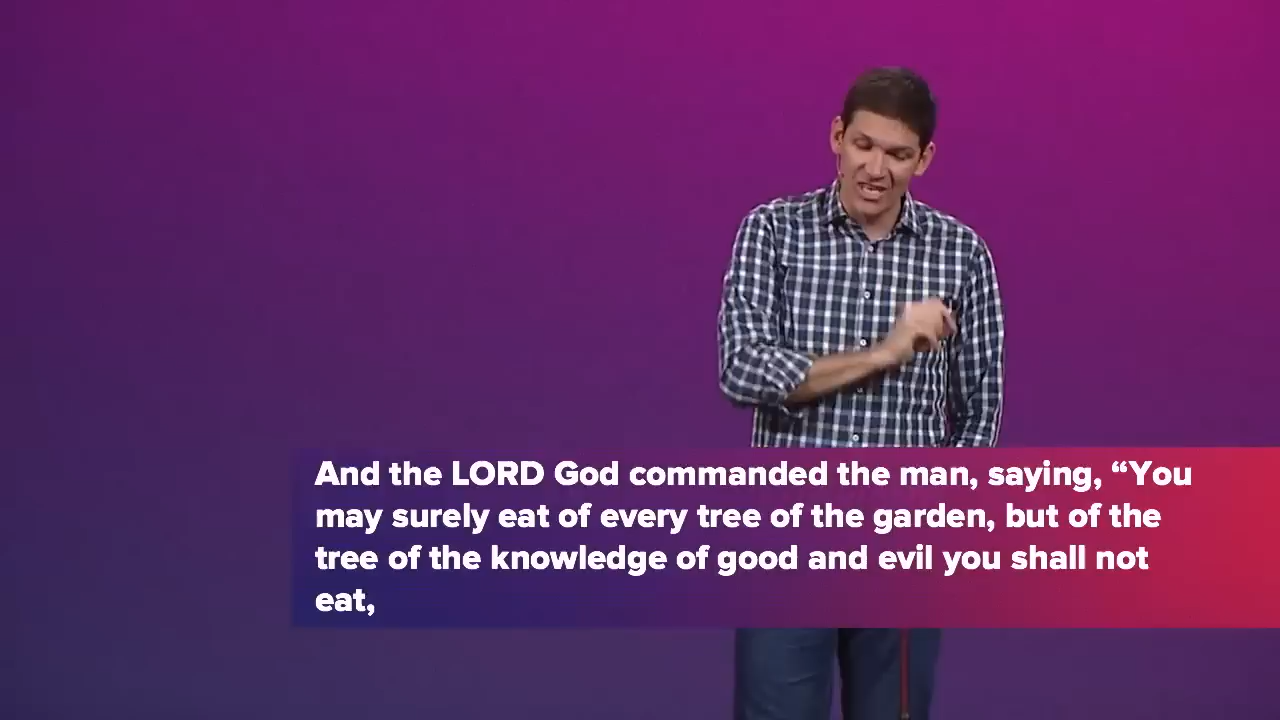 And the LORD God commanded the man, saying, “You
may surely eat of every tree of the garden, but of the
tree of the knowledge of good and evil you shall not
eat,